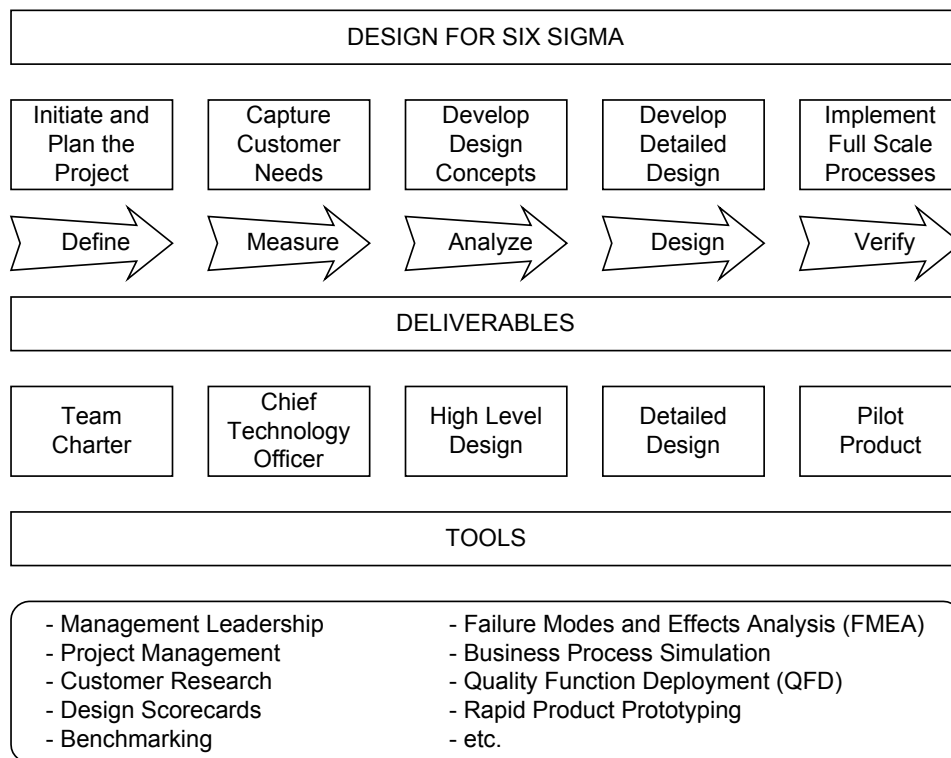 DESIGN FOR SIX SIGMA
Initiate and
Plan the
Project
Capture
Customer
Needs
Develop
Design
Concepts
Develop
Detailed
Design
Implement
Full Scale
Processes
Define
Measure
Analyze
Design
Verify
DELIVERABLES
Team
Charter
Chief
Technology
Officer
High Level
Design
Detailed
Design
Pilot
Product
TOOLS
- Management Leadership
- Project Management
- Customer Research
- Design Scorecards
- Benchmarking
- Failure Modes and Effects Analysis (FMEA)
- Business Process Simulation
- Quality Function Deployment (QFD)
- Rapid Product Prototyping
- etc.